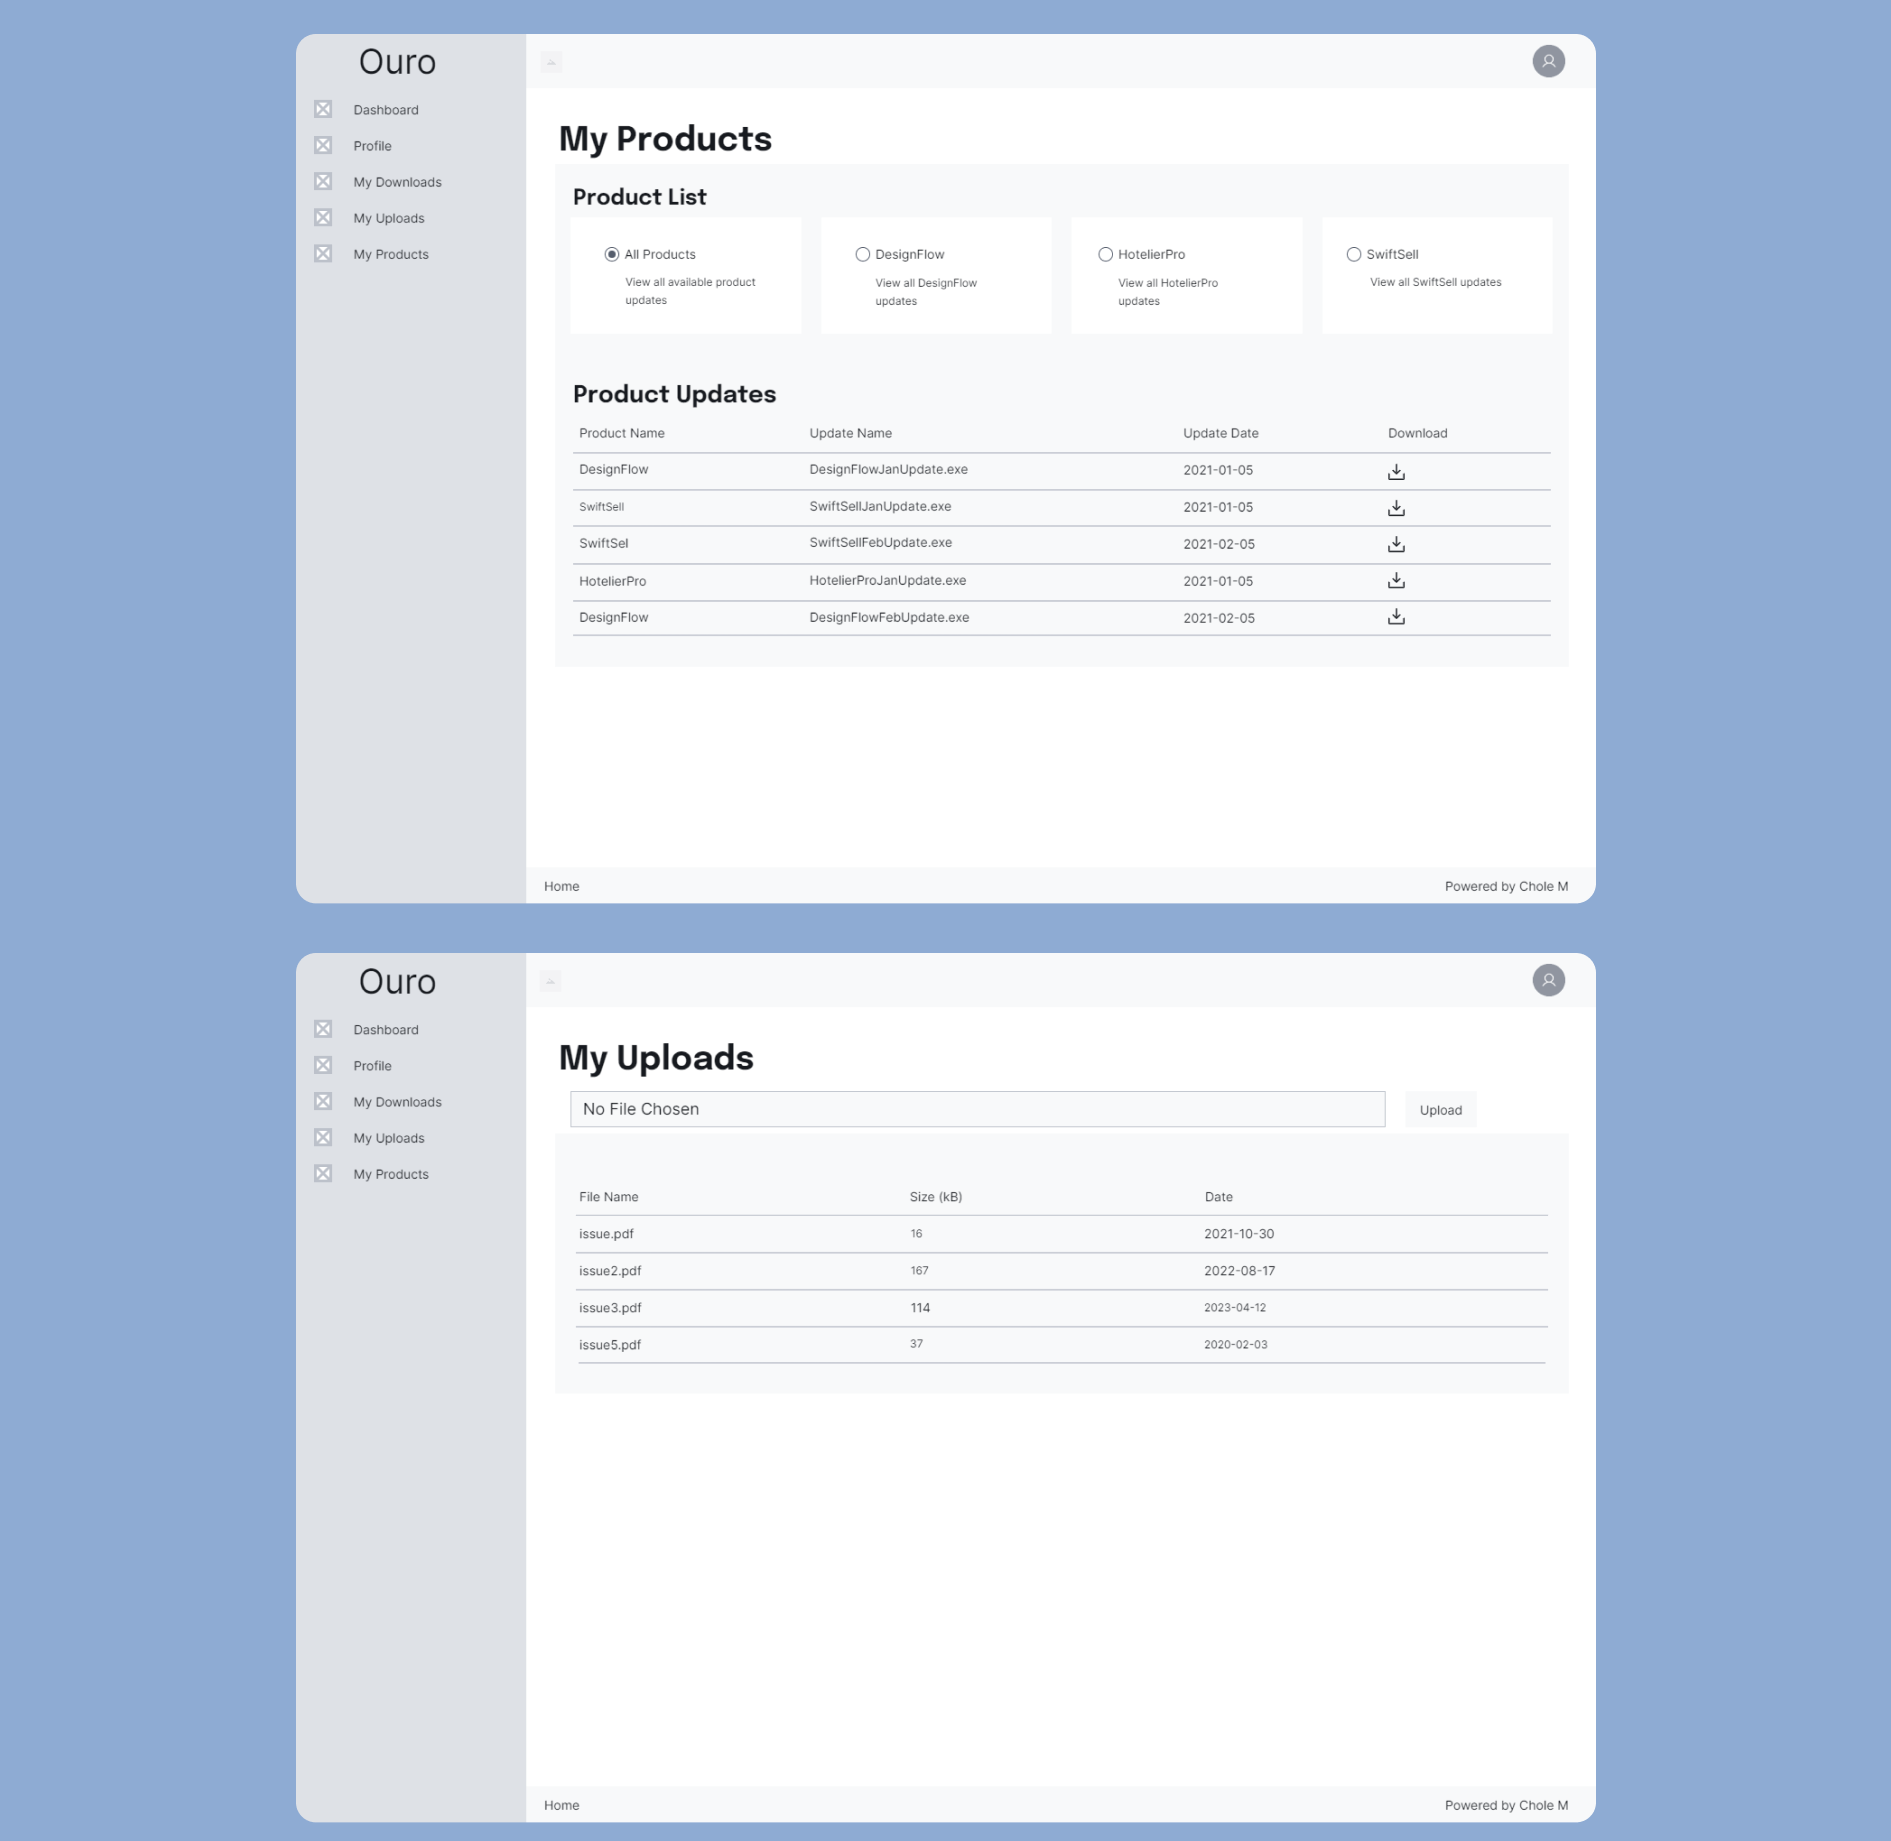 Ouro
Dashboard
Profile
My Downloads
My Uploads
My Products
My Products
Product List
All Products
View all available product
updates
DesignFlow
View all DesignFlow
updates
HotelierPro
View all HotelierPro
updates
SwiftSell
View all SwiftSell updates
Product Updates
Product Name Update Name Update Date Download
DesignFlow DesignFlowJanUpdate.exe 2021-01-05
SwiftSell SwiftSellJanUpdate.exe 2021-01-05
SwiftSel SwiftSellFebUpdate.exe 2021-02-05
HotelierPro HotelierProJanUpdate.exe 2021-01-05
DesignFlow DesignFlowFebUpdate.exe 2021-02-05
Home Powered by Chole M
Ouro
Dashboard
Profile
My Downloads
My Uploads
My Products
My Uploads
No File Chosen Upload
File Name Size (kB) Date
issue.pdf 16 2021-10-30
issue2.pdf 167 2022-08-17
issue3.pdf 114 2023-04-12
issue5.pdf 37 2020-02-03
Home Powered by Chole M